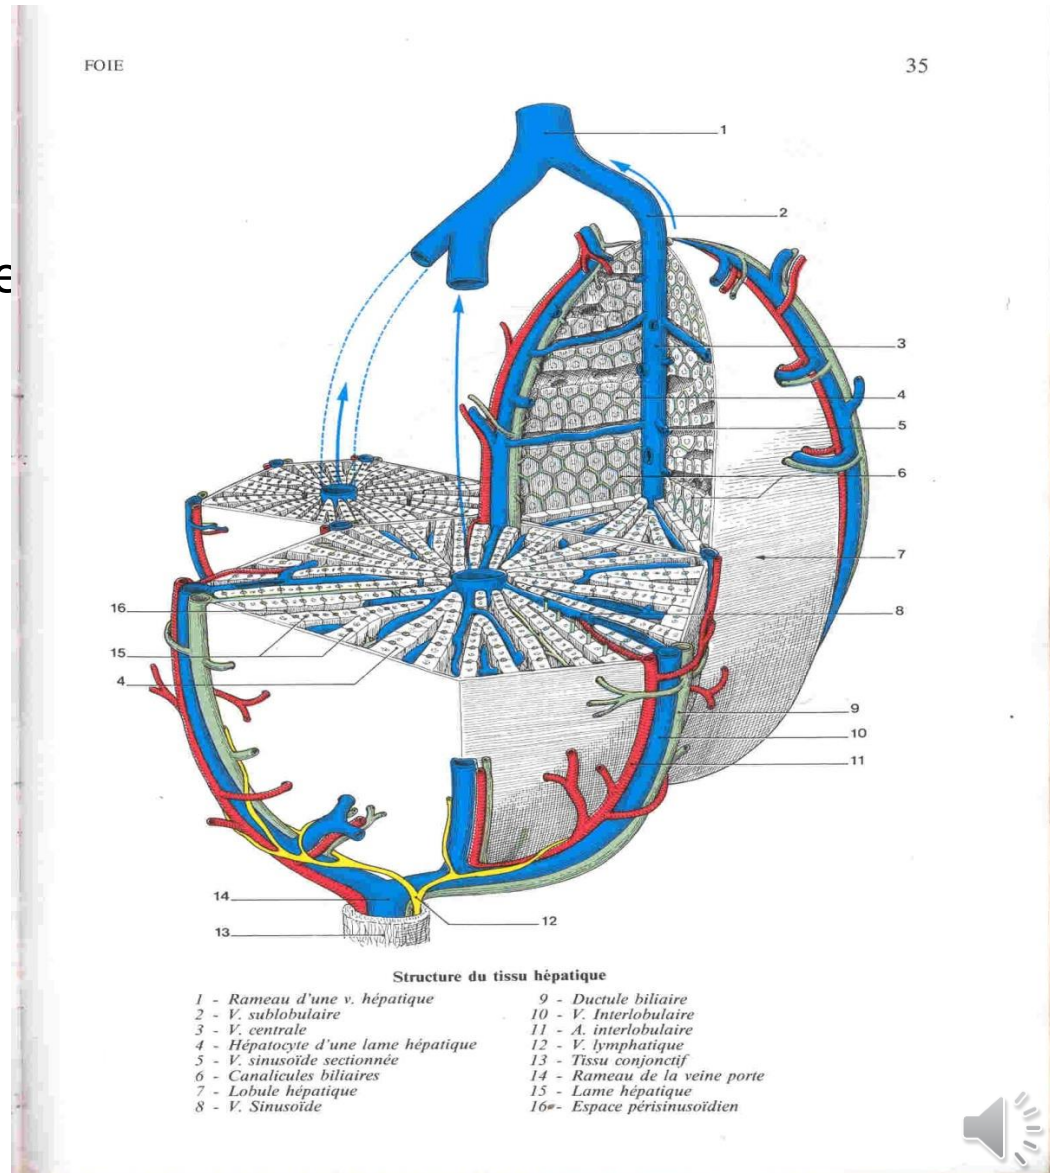 FOIE 35
e
1
2
3
4
5
6
7
8
16
15
4
9
10
11
14
12
13
Structure du tissu hépatique
1 - Rameau d'une v. hépatique
2 - V. sublobulaire
3 - V. centrale
4 - Hépatocyte d'une lame hépatique
5 - V. sinusoïde sectionnée
6 - Canalicules biliaires
7 - Lobule hépatique
8 - V. Sinusoïde
9 - Ductule biliaire
10 - V. Interlobulaire
11 - A. interlobulaire
12 - V. lymphatique
13 - Tissu conjonctif
14 - Rameau de la veine porte
15 - Lame hépatique
16 - Espace périsinusoïdien